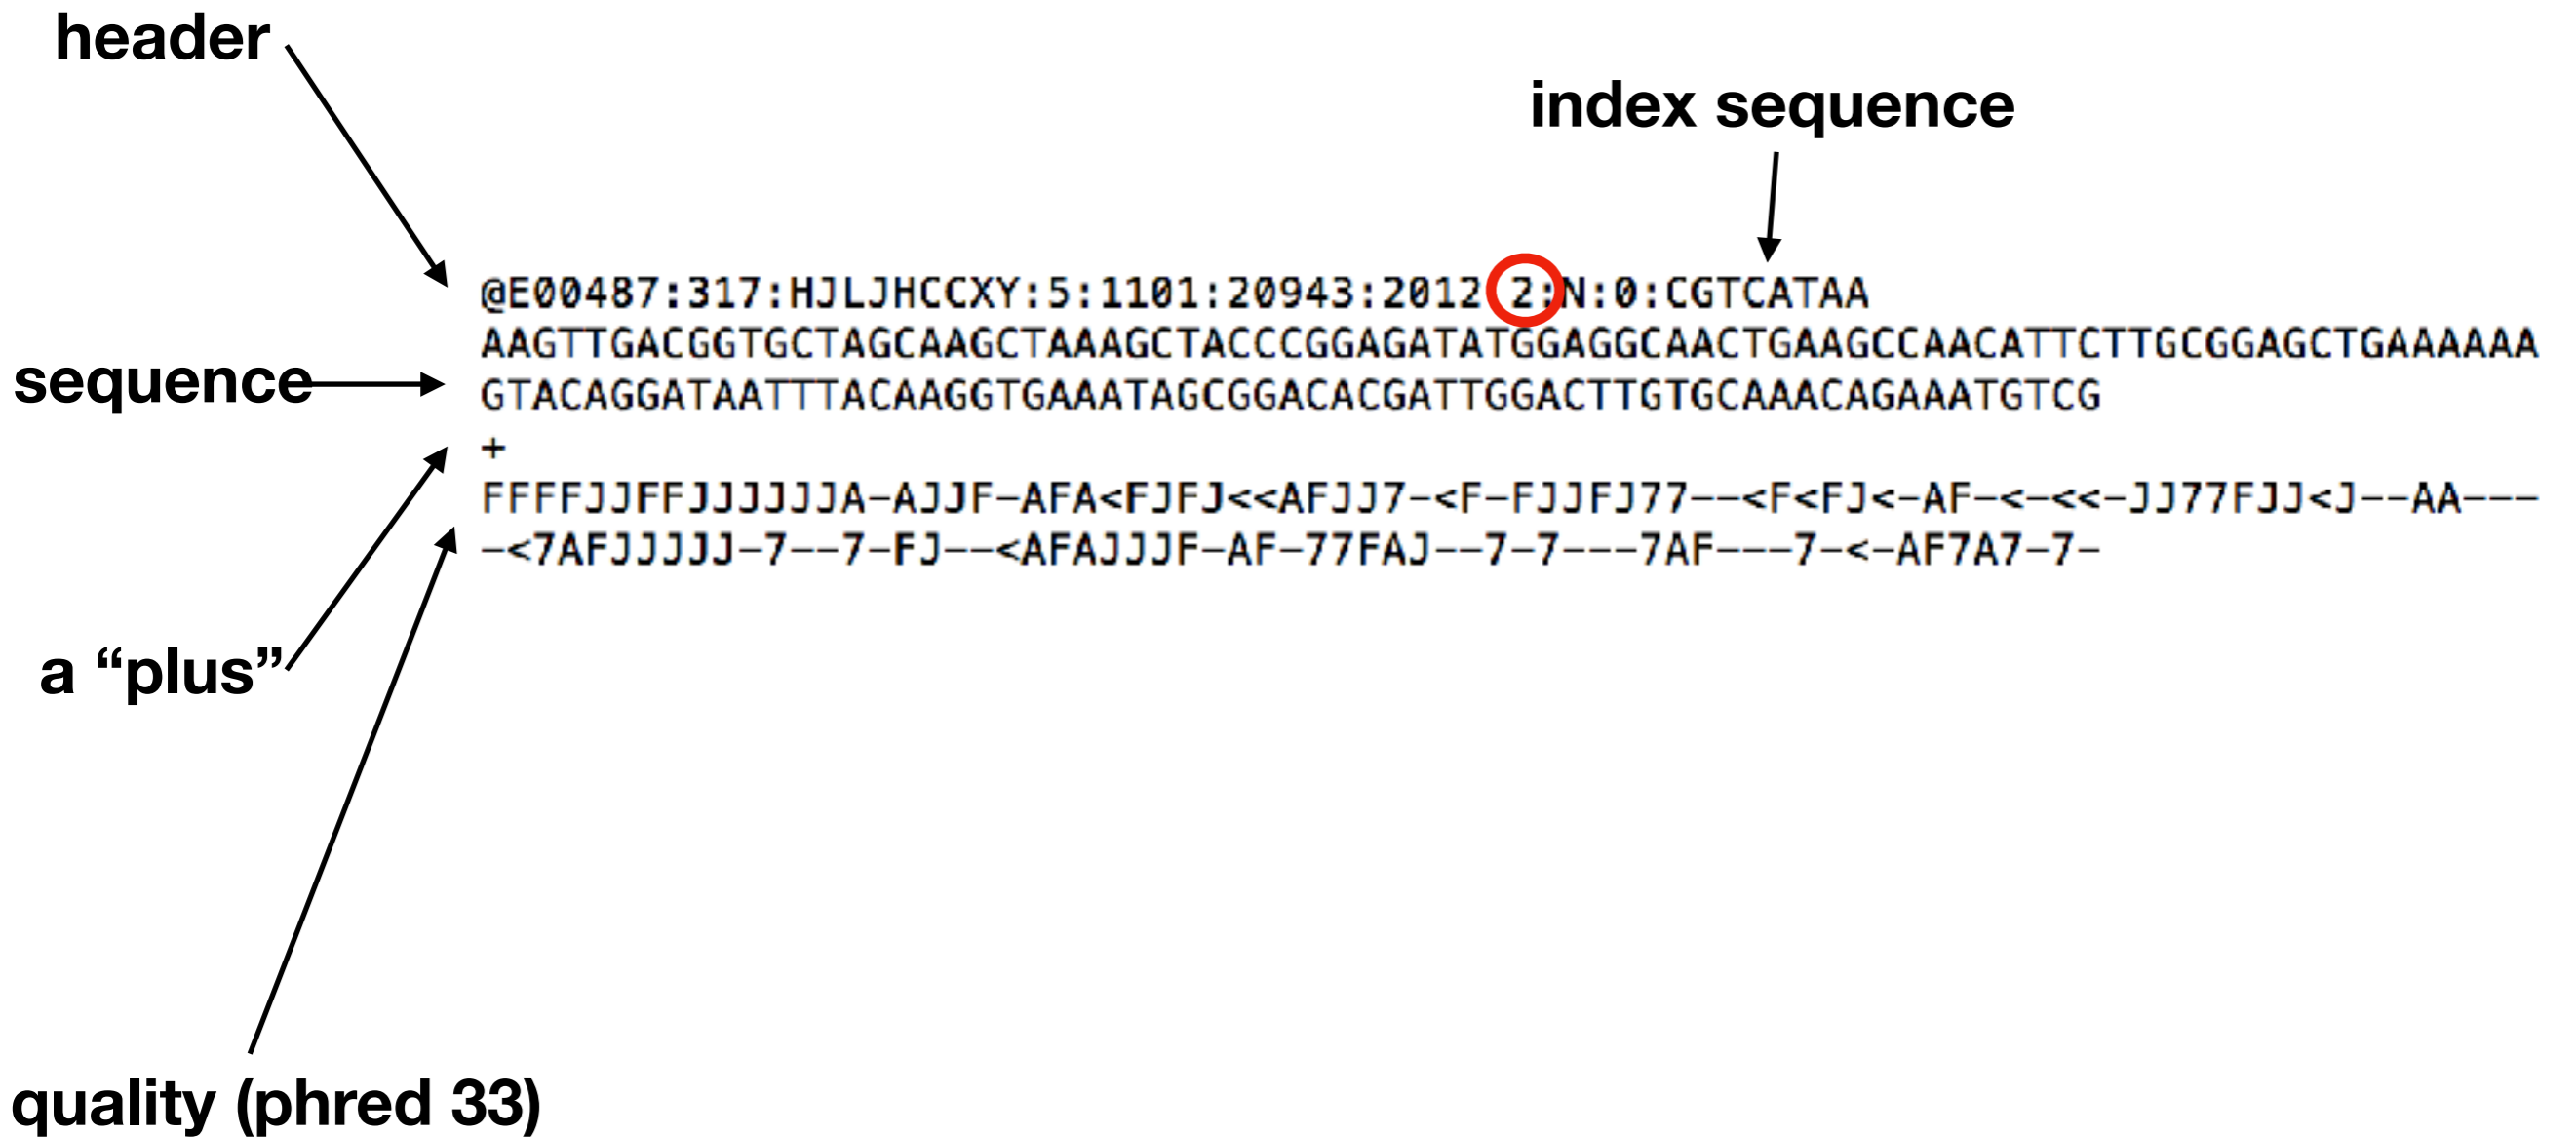 header
index sequence
@E00487:317:HJLJHCCXY:5:1101:20943:2012 2:N:0:CGTCATAA
AAGTTGACGGTGCTAGCAAGCTAAAGCTACCCGGAGATATGGAGGCAACTGAAGCCAACATTCTTGCGGAGCTGAAAAAA
sequence
GTACAGGATAATTTACAAGGTGAAATAGCGGACACGATTGGACTTGTGCAAACAGAAATGTCG
+
FFFFJJFFJJJJJJA-AJJF-AFA<FJFJ<<AFJJ7-<F-FJJFJ77--<F<FJ<-AF-<-<<-JJ77FJJ<J--AA---
-<7AFJJJJJ-7--7-FJ--<AFAJJJF-AF-77FAJ--7-7---7AF---7-<-AF7A7-7-
a “plus”
quality (phred 33)